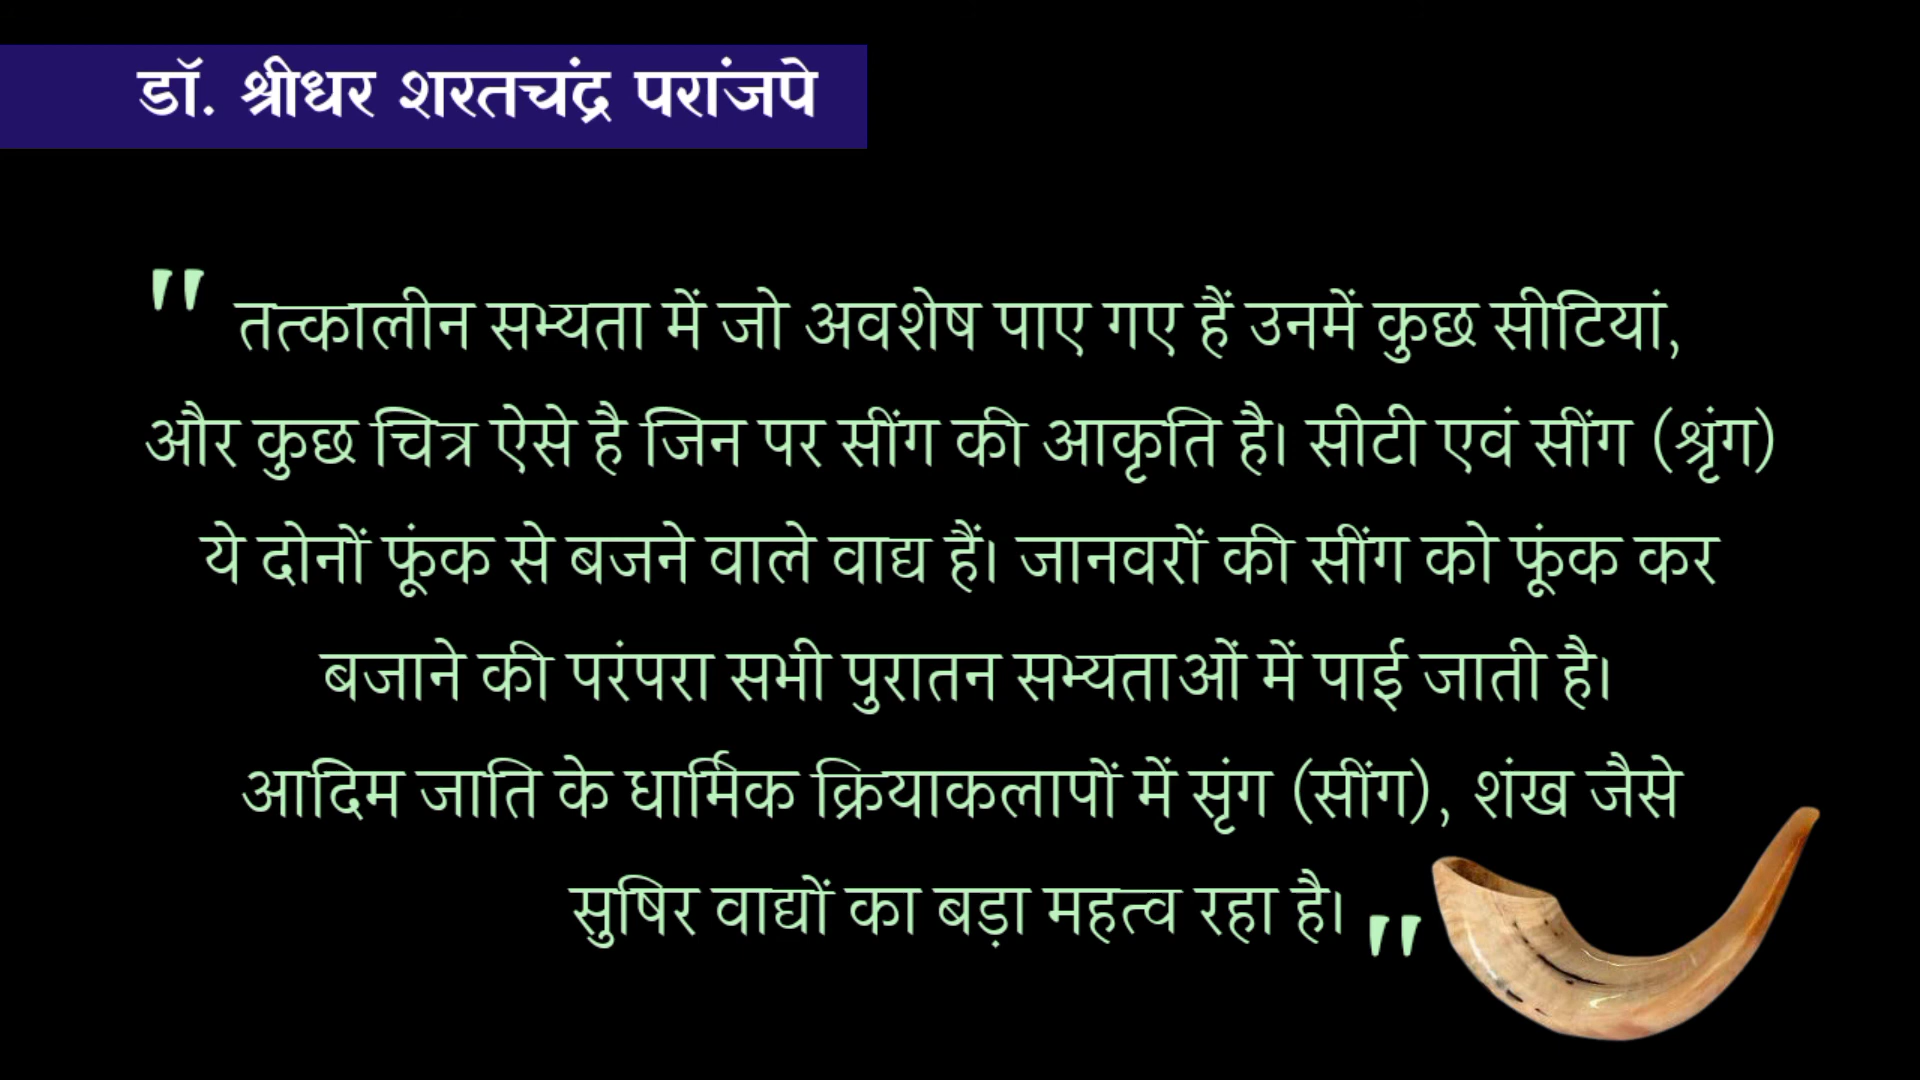 डॉ. श्रीधर शरतचंद्र परांजपे
" तत्कालीन सभ्यता में जो अवशेष पाए गए हैं उनमें कुछ सीटियां,
और कुछ चित्र ऐसे है जिन पर सींग की आकृति है। सीटी एवं सींग (श्रृंग)
ये दोनों फूंक से बजने वाले वाद्य हैं। जानवरों की सींग को फूंक कर
बजाने की परंपरा सभी पुरातन सभ्यताओं में पाई जाती है।
आदिम जाति के धार्मिक क्रियाकलापों में सृंग (सींग), शंख जैसे
सुषिर वाद्यों का बड़ा महत्व रहा है। "